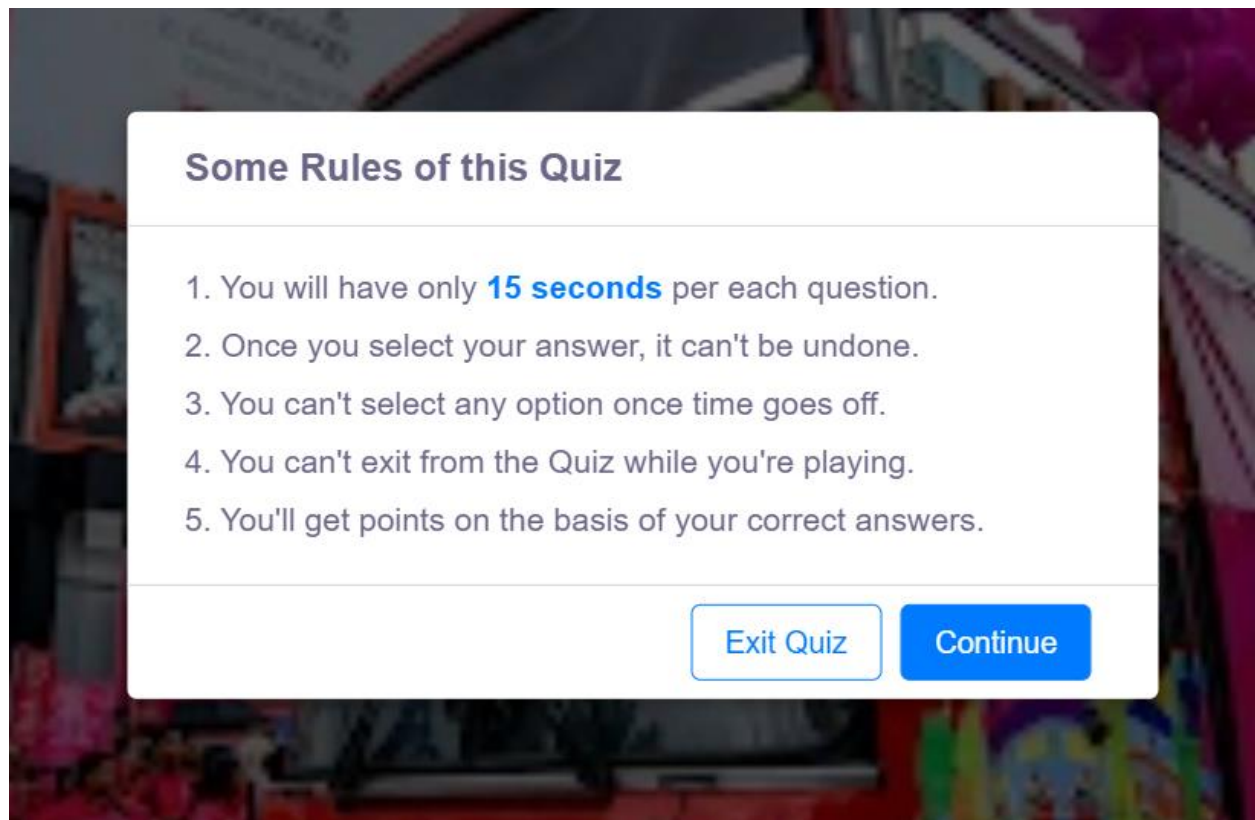 Some Rules of this Quiz
1. You will have only 15 seconds per each question.
2. Once you select your answer, it can't be undone.
3. You can't select any option once time goes off.
4. You can't exit from the Quiz while you're playing.
5. You'll get points on the basis of your correct answers.
Exit Quiz
Continue